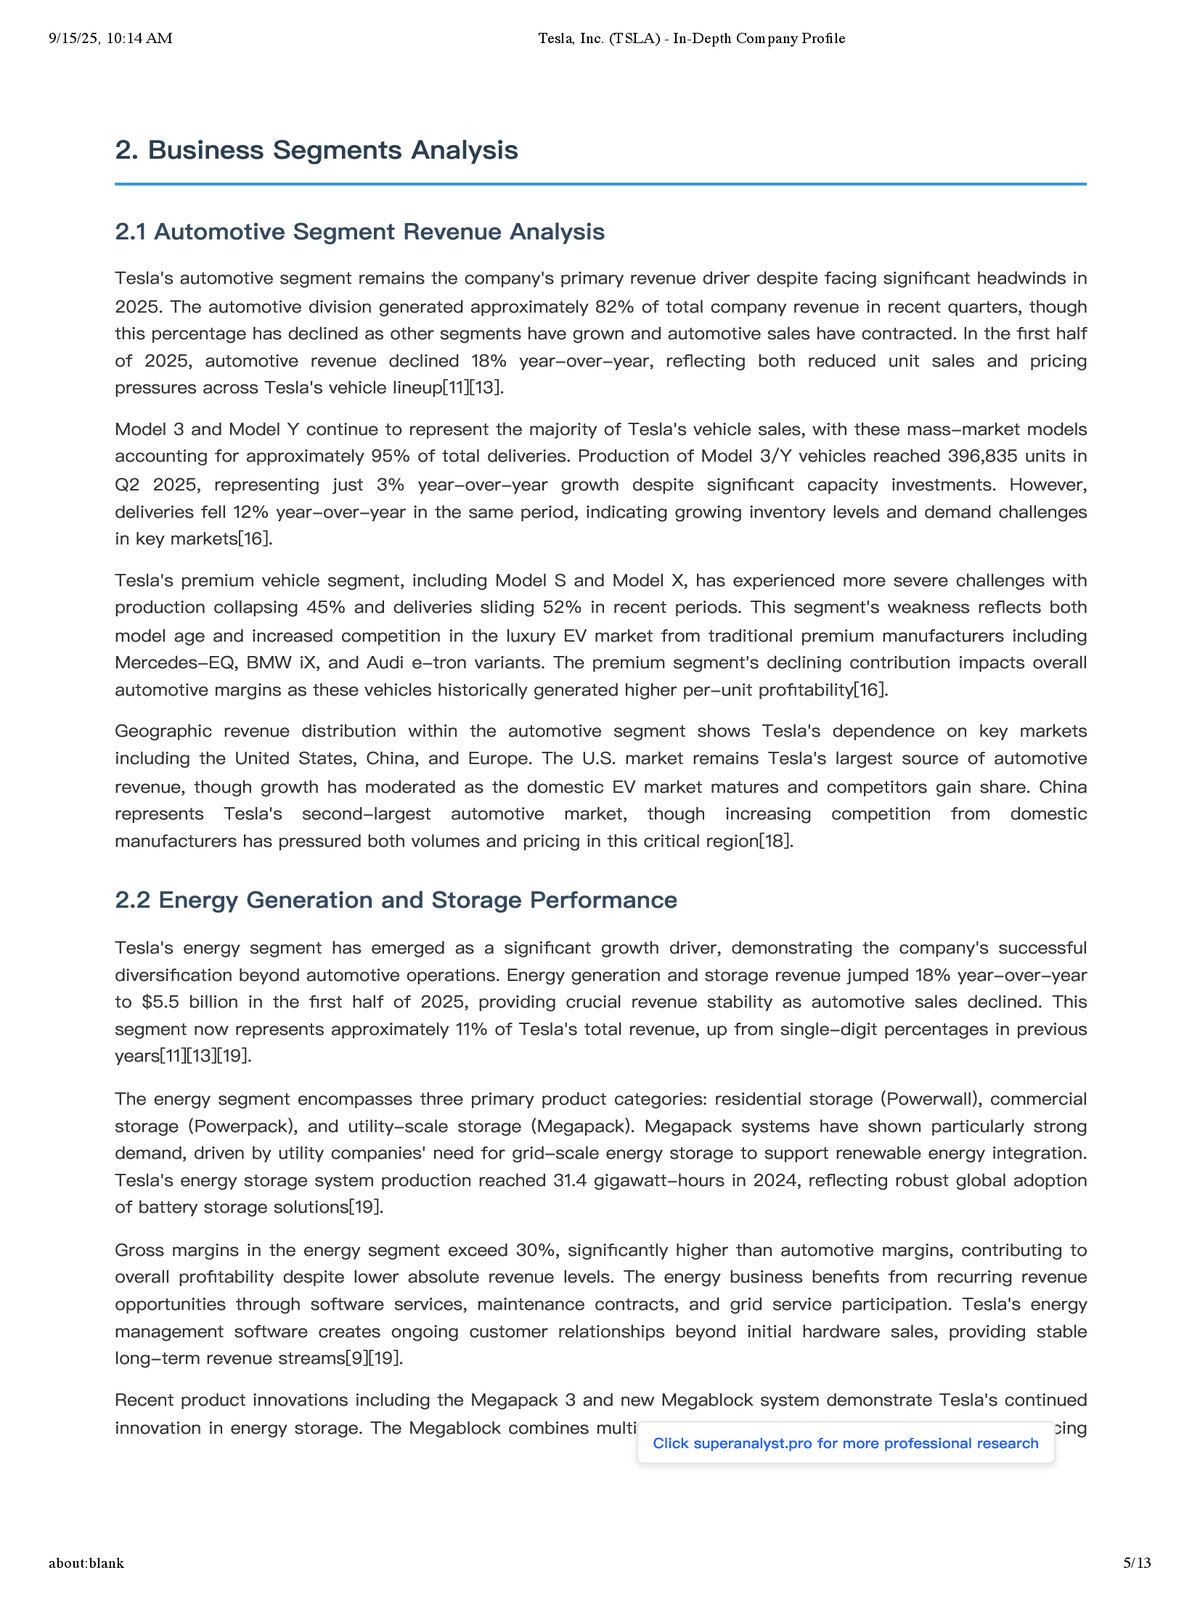 9/15/25, 10:14 AM
Tesla, Inc. (TSLA) - In-Depth Company Profile
2. Business Segments Analysis
2.1 Automotive Segment Revenue Analysis
Tesla's automotive segment remains the company's primary revenue driver despite facing significant headwinds in
2025. The automotive division generated approximately 82% of total company revenue in recent quarters, though
this percentage has declined as other segments have grown and automotive sales have contracted. In the first half
of 2025, automotive revenue declined 18% year–over–year, reflecting both reduced unit sales and pricing
pressures across Tesla's vehicle lineup[11][13].
Model 3 and Model Y continue to represent the majority of Tesla's vehicle sales, with these mass–market models
accounting for approximately 95% of total deliveries. Production of Model 3/Y vehicles reached 396,835 units in
Q2 2025, representing just 3% year–over–year growth despite significant capacity investments. However,
deliveries fell 12% year–over–year in the same period, indicating growing inventory levels and demand challenges
in key markets[16].
Tesla's premium vehicle segment, including Model S and Model X, has experienced more severe challenges with
production collapsing 45% and deliveries sliding 52% in recent periods. This segment's weakness reflects both
model age and increased competition in the luxury EV market from traditional premium manufacturers including
Mercedes–EQ, BMW iX, and Audi e–tron variants. The premium segment's declining contribution impacts overall
automotive margins as these vehicles historically generated higher per–unit profitability[16].
Geographic revenue distribution within the automotive segment shows Tesla's dependence on key markets
including the United States, China, and Europe. The U.S. market remains Tesla's largest source of automotive
revenue, though growth has moderated as the domestic EV market matures and competitors gain share. China
represents Tesla's second–largest automotive market, though increasing competition from domestic
manufacturers has pressured both volumes and pricing in this critical region[18].
2.2 Energy Generation and Storage Performance
Tesla's energy segment has emerged as a significant growth driver, demonstrating the company's successful
diversification beyond automotive operations. Energy generation and storage revenue jumped 18% year–over–year
to $5.5 billion in the first half of 2025, providing crucial revenue stability as automotive sales declined. This
segment now represents approximately 11% of Tesla's total revenue, up from single–digit percentages in previous
years[11][13][19].
The energy segment encompasses three primary product categories: residential storage (Powerwall), commercial
storage (Powerpack), and utility–scale storage (Megapack). Megapack systems have shown particularly strong
demand, driven by utility companies' need for grid–scale energy storage to support renewable energy integration.
Tesla's energy storage system production reached 31.4 gigawatt–hours in 2024, reflecting robust global adoption
of battery storage solutions[19].
Gross margins in the energy segment exceed 30%, significantly higher than automotive margins, contributing to
overall profitability despite lower absolute revenue levels. The energy business benefits from recurring revenue
opportunities through software services, maintenance contracts, and grid service participation. Tesla's energy
management software creates ongoing customer relationships beyond initial hardware sales, providing stable
long–term revenue streams[9][19].
Recent product innovations including the Megapack 3 and new Megablock system demonstrate Tesla's continued
innovation in energy storage. The Megablock combines
Click superanalyst.pro for more professional research
about:blank
5/13